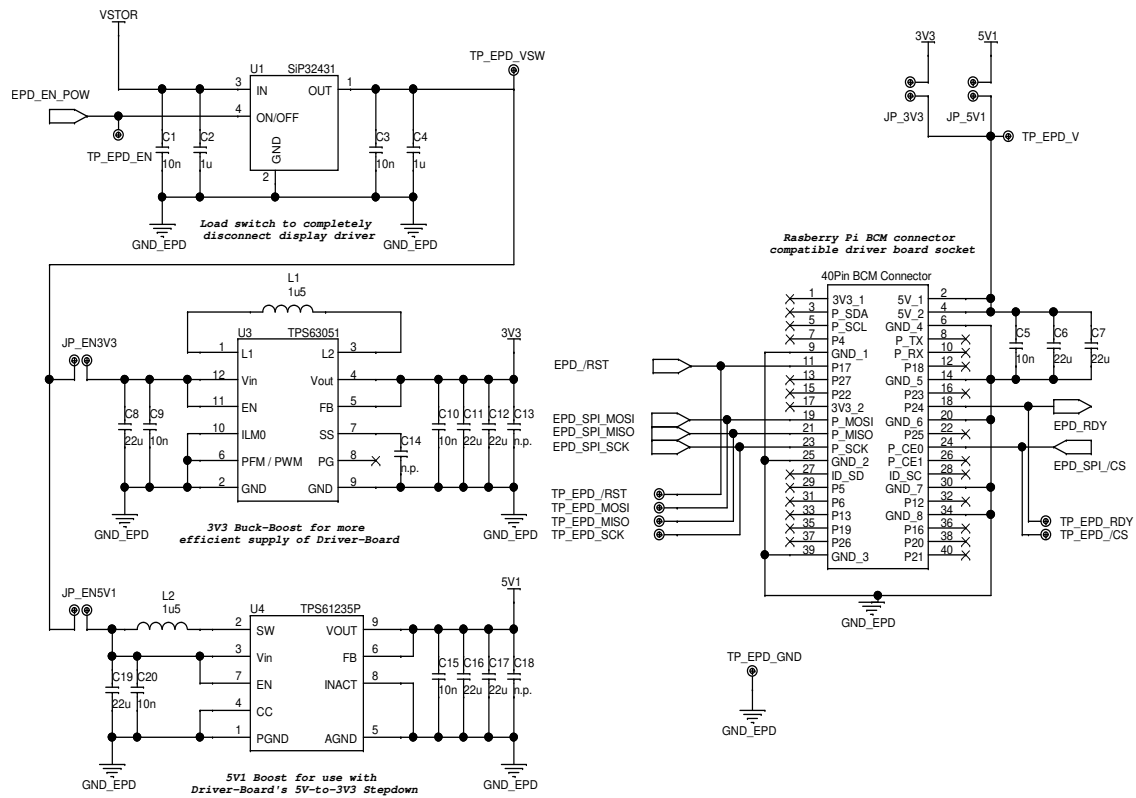 VSTOR
TP_EPD_VSW
3V3 5V1
U1 SiP32431
3 IN OUT 1
EPD_EN_POW
4 ON/OFF
JP_3V3 JP_5V1
TP_EPD_V
TP_EPD_EN
C1 C2 GND C3 C4
10n 1u 2 10n 1u
GND_EPD GND_EPD
Load switch to completely
disconnect display driver
Rasberry Pi BCM connector
compatible driver board socket
40Pin BCM Connector
1 3V3_1 5V_1 2
3 P_SDA 5V_2 4
5 P_SCL GND_4 6
7 P4 P_TX 8
9 GND_1 P_RX 10
11 P17 P18 12
13 P27 GND_5 14
15 P22 P23 16
17 3V3_2 P24 18
19 P_MOSI GND_6 20
21 P_MISO P25 22
23 P_SCK P_CE0 24
25 GND_2 P_CE1 26
27 ID_SD ID_SC 28
29 P5 GND_7 30
31 P6 P12 32
33 P13 GND_8 34
35 P19 P16 36
37 P26 P20 38
39 GND_3 P21 40
C5 C6 C7
10n 22u 22u
EPD_/RST
EPD_SPI_MOSI
EPD_SPI_MISO
EPD_SPI_SCK
EPD_RDY
EPD_SPI_/CS
TP_EPD_/RST
TP_EPD_MOSI
TP_EPD_MISO
TP_EPD_SCK
TP_EPD_RDY
TP_EPD_/CS
GND_EPD
L1
1u5
JP_EN3V3
U3 TPS63051
3V3
1 L1 L2 3
12 Vin Vout 4
11 EN FB 5
10 ILM0 SS 7
6 PFM / PWM PG 8
2 GND GND 9
C8 C9
22u 10n
C14
n.p.
C10 C11 C12 C13
10n 22u 22u n.p.
GND_EPD GND_EPD
3V3 Buck-Boost for more
efficient supply of Driver-Board
JP_EN5V1
L2
1u5
U4 TPS61235P
5V1
2 SW VOUT 9
3 Vin FB 6
7 EN INACT 8
4 CC
1 PGND AGND 5
C19 C20
22u 10n
C15 C16 C17 C18
10n 22u 22u n.p.
GND_EPD GND_EPD
5V1 Boost for use with
Driver-Board's 5V-to-3V3 Stepdown
TP_EPD_GND
GND_EPD